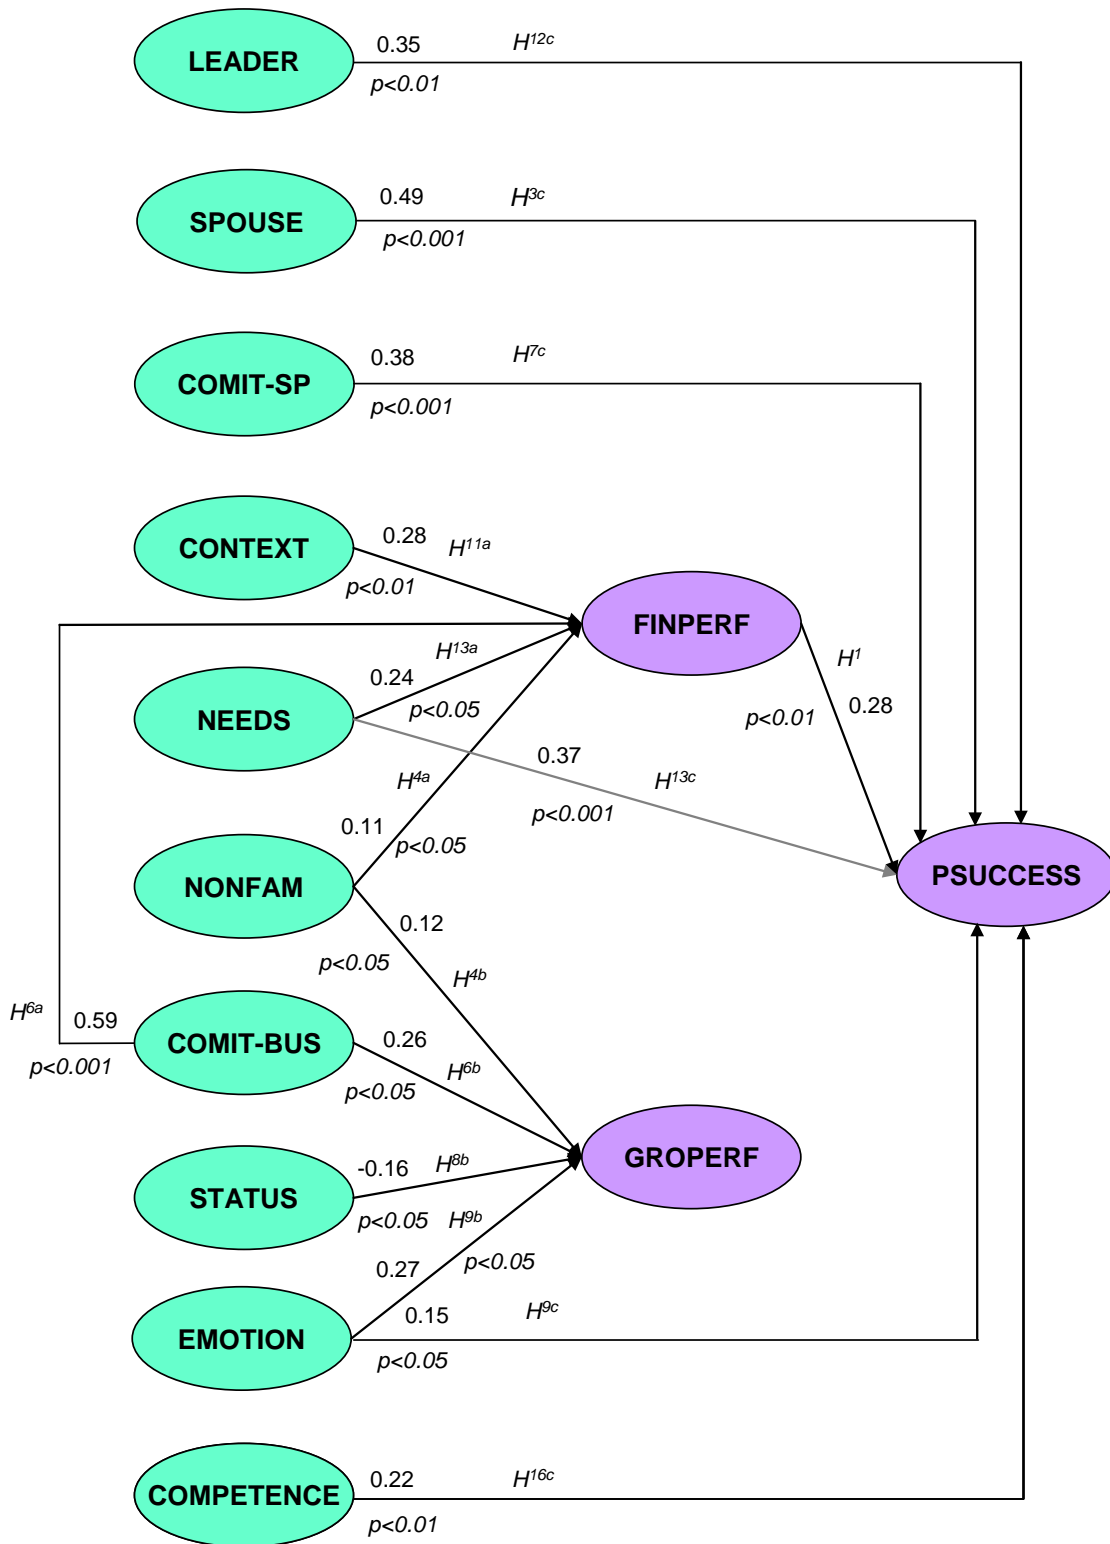 0.35 H12c
LEADER
p<0.01
0.49 H3c
SPOUSE
p<0.001
0.38 H7c
COMIT-SP
p<0.001
0.28 H11a
CONTEXT
p<0.01
FINPERF
H13a
0.24
p<0.05
NEEDS
H1
0.28
p<0.01
0.37 H13c
p<0.001
H4a
0.11
p<0.05
NONFAM
PSUCCESS
0.12
p<0.05
H4b
H6a
0.59
p<0.001
COMIT-BUS
0.26
H6b
p<0.05
GROPERF
-0.16 H8b
STATUS
p<0.05 H9b
p<0.05
0.27
EMOTION
0.15 H9c
p<0.05
0.22 H16c
COMPETENCE
p<0.01